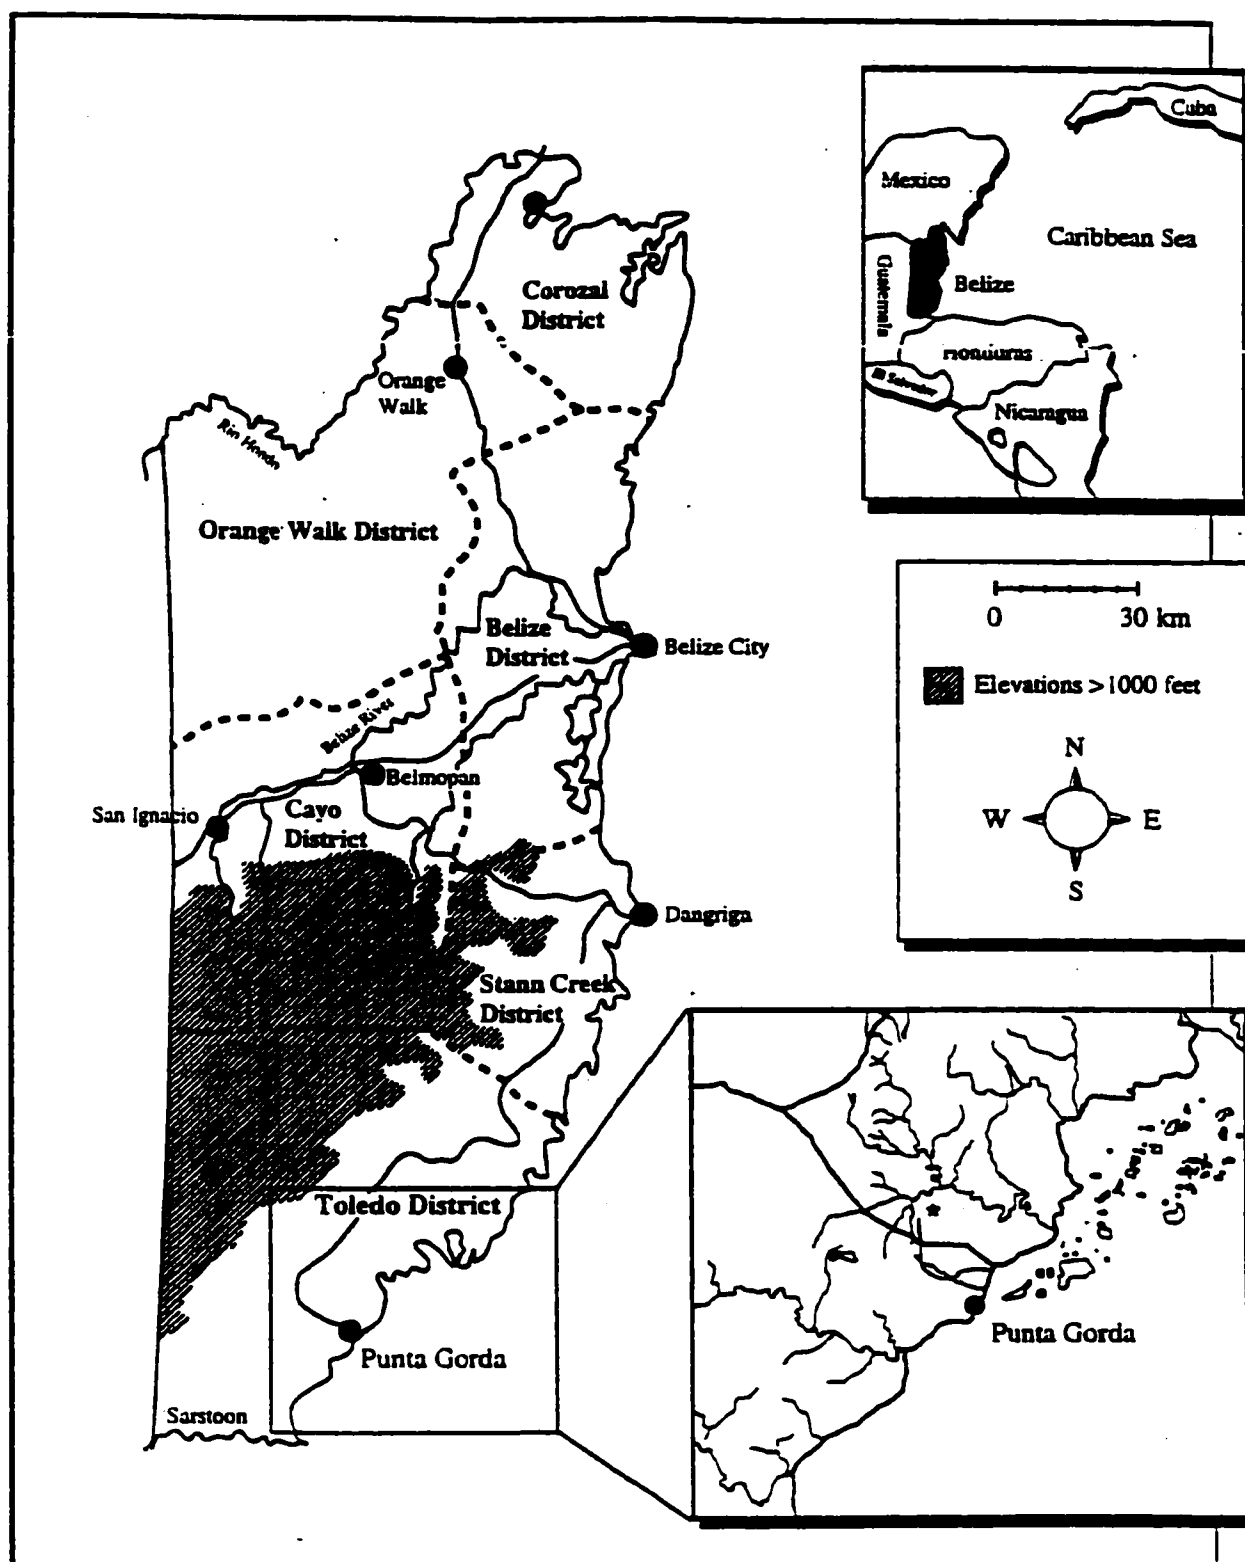 Cuba
Mexico
Caribbean Sea
Guatemala
Belize
Honduras
El Salvador
Nicaragua
Corozal
District
Orange
Walk
Rio Hondo
Orange Walk District
Belize
District
Belize City
0 30 km
Elevations >1000 feet
N
W E
S
Belize River
Belmopan
San Ignacio
Cayo
District
Dangriga
Stann Creek
District
Toledo District
Punta Gorda
Sarstoon
*
Punta Gorda